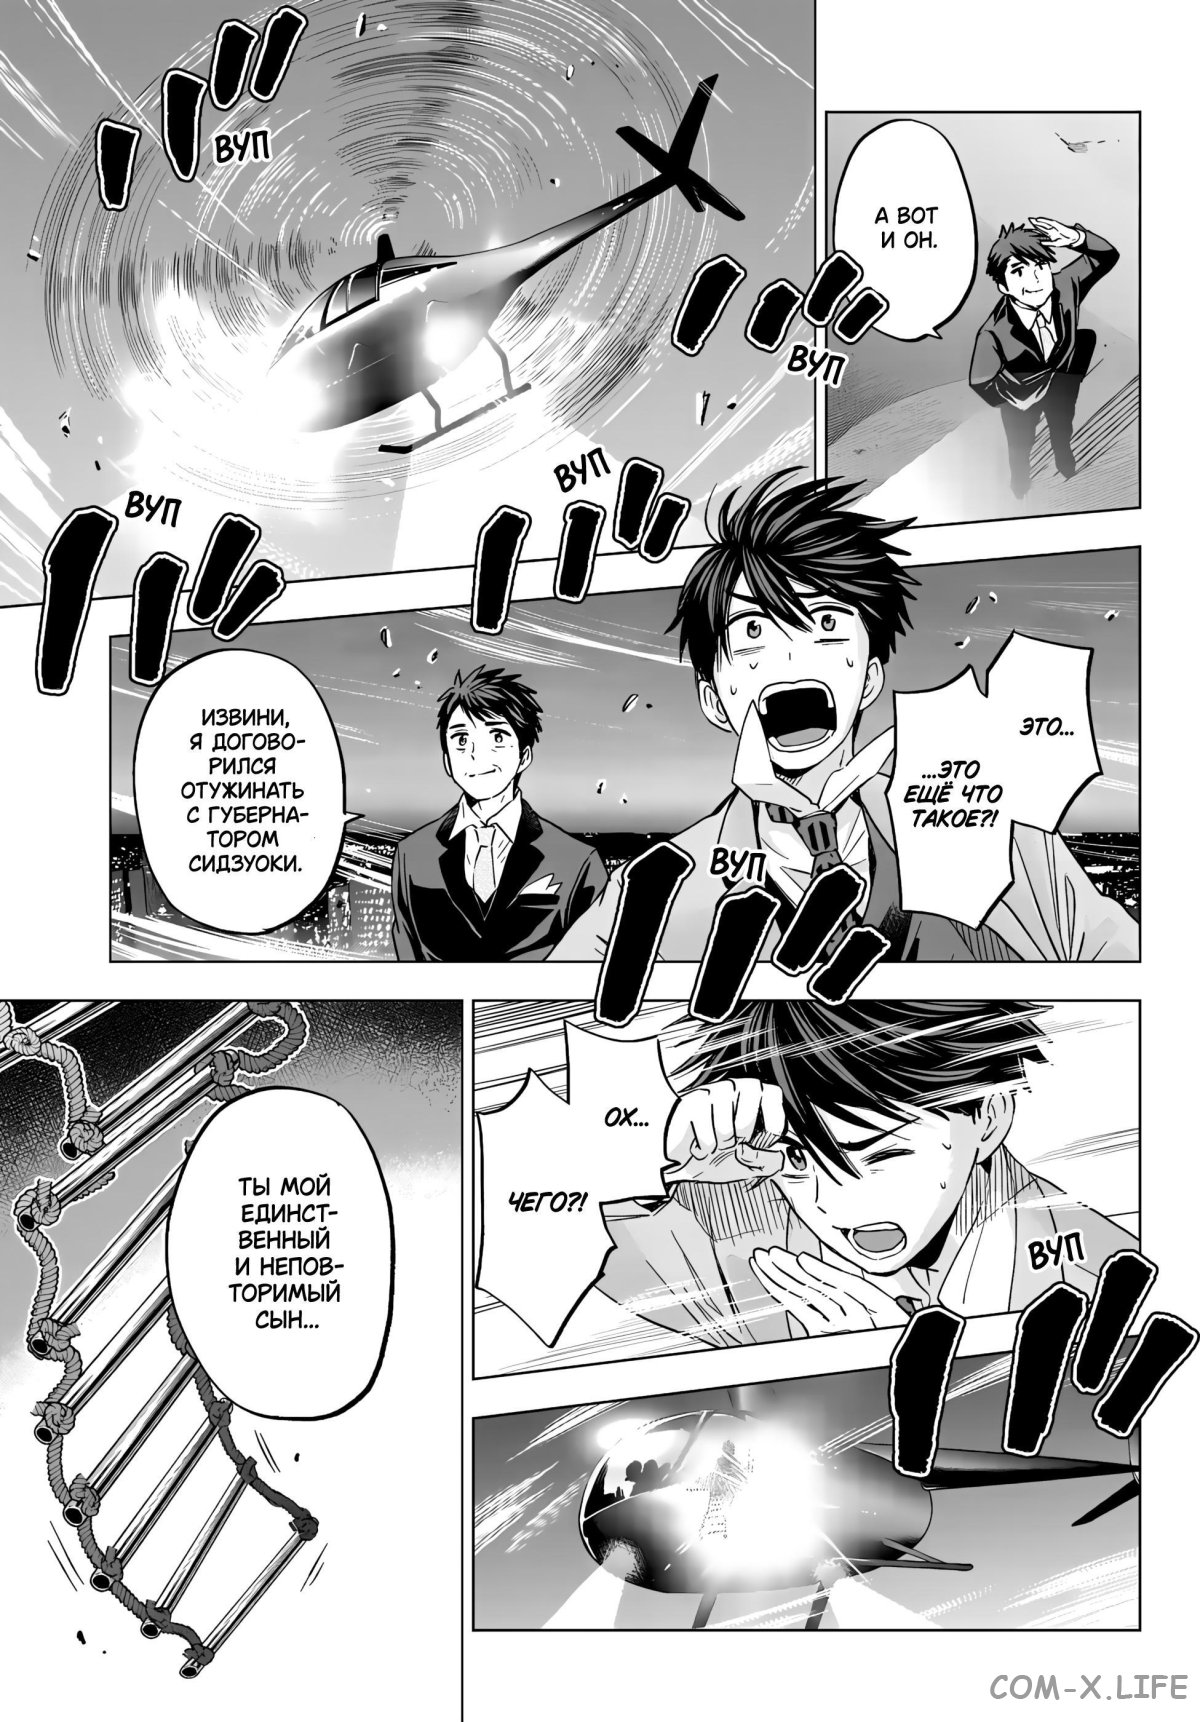 А ВОТ
И ОН.
ВУП
ВУП
ВУП
ВУП
ЭТО...
...ЭТО
ЕЩЁ ЧТО
ТАКОЕ?!
ИЗВИНИ,
Я ДОГОВО-
РИЛСЯ
ОТУЖИНАТЬ
С ГУБЕРНА-
ТОРОМ
СИДЗУОКИ.
ВУП
ОХ...
ЧЕГО?!
ВУП
ТЫ МОЙ
ЕДИНСТ-
ВЕННЫЙ
И НЕПОВ-
ТОРИМЫЙ
СЫН...
COM-X.LIFE